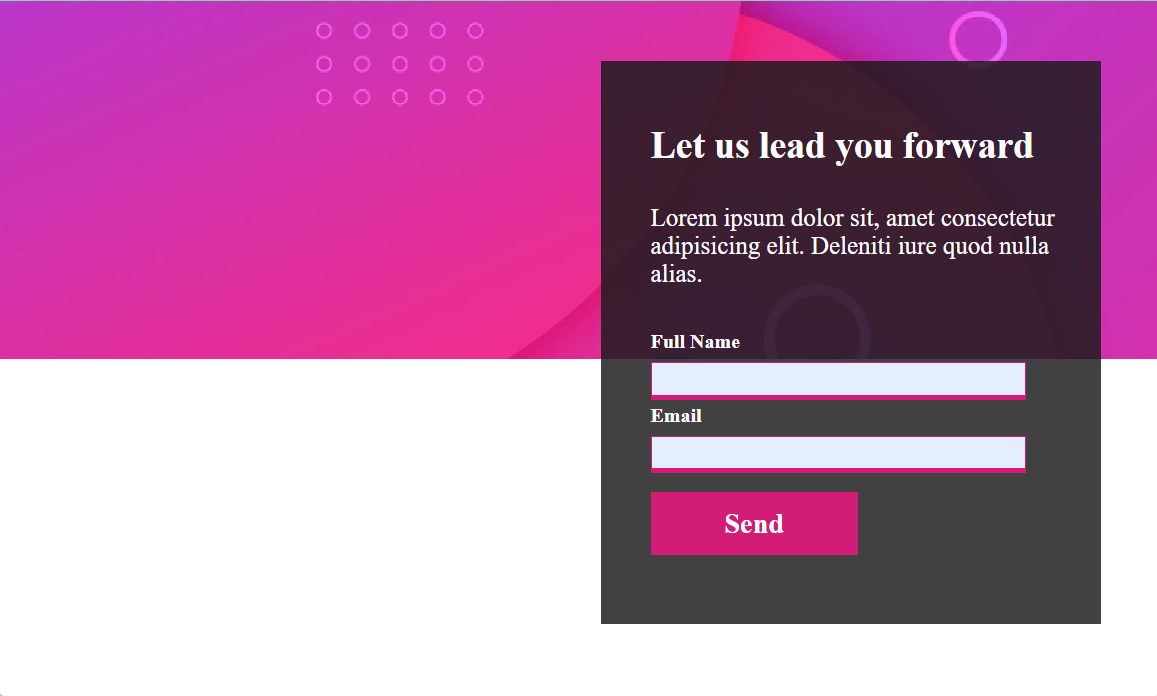 Let us lead you forward
Lorem ipsum dolor sit, amet consectetur
adipisicing elit. Deleniti iure quod nulla
alias.
Full Name
Email
Send